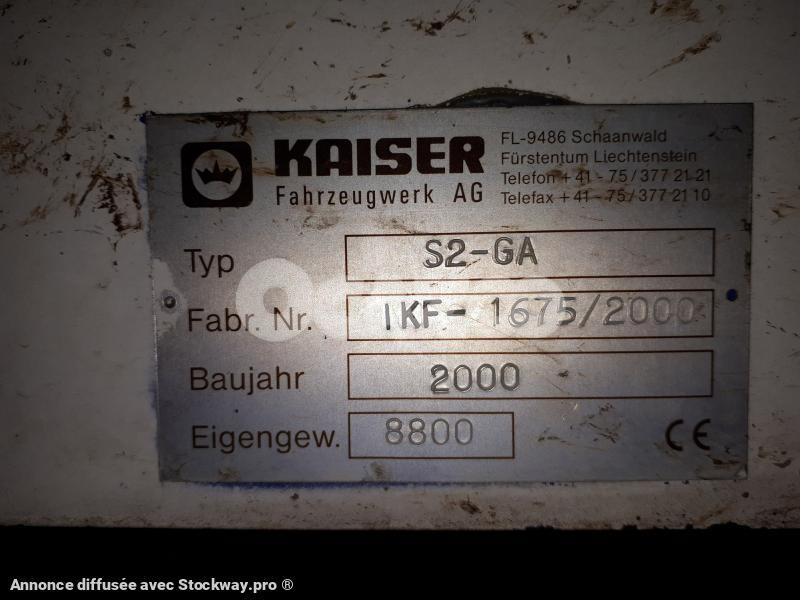 KAISER
Fahrzeugwerk AG
FL-9486 Schaanwald
Fürstentum Liechtenstein
Telefon +41 - 75/377 21 21
Telefax +41 - 75/377 21 10
Typ S2-GA
Fabr. Nr. IKF- 1675/2000
Baujahr 2000
Eigengew. 8800
CE
Annonce diffusée avec Stockway.pro ®